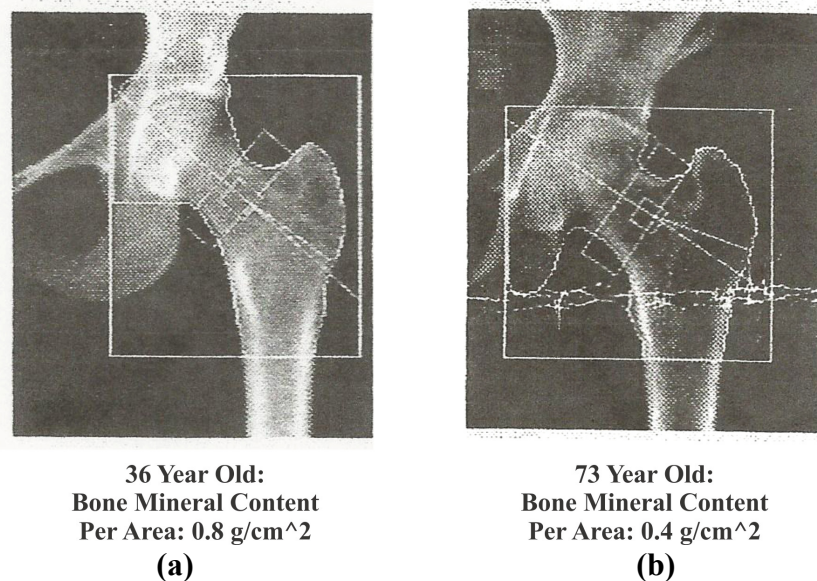 36 Year Old:
Bone Mineral Content
Per Area: 0.8 g/cm^2
(a)
73 Year Old:
Bone Mineral Content
Per Area: 0.4 g/cm^2
(b)